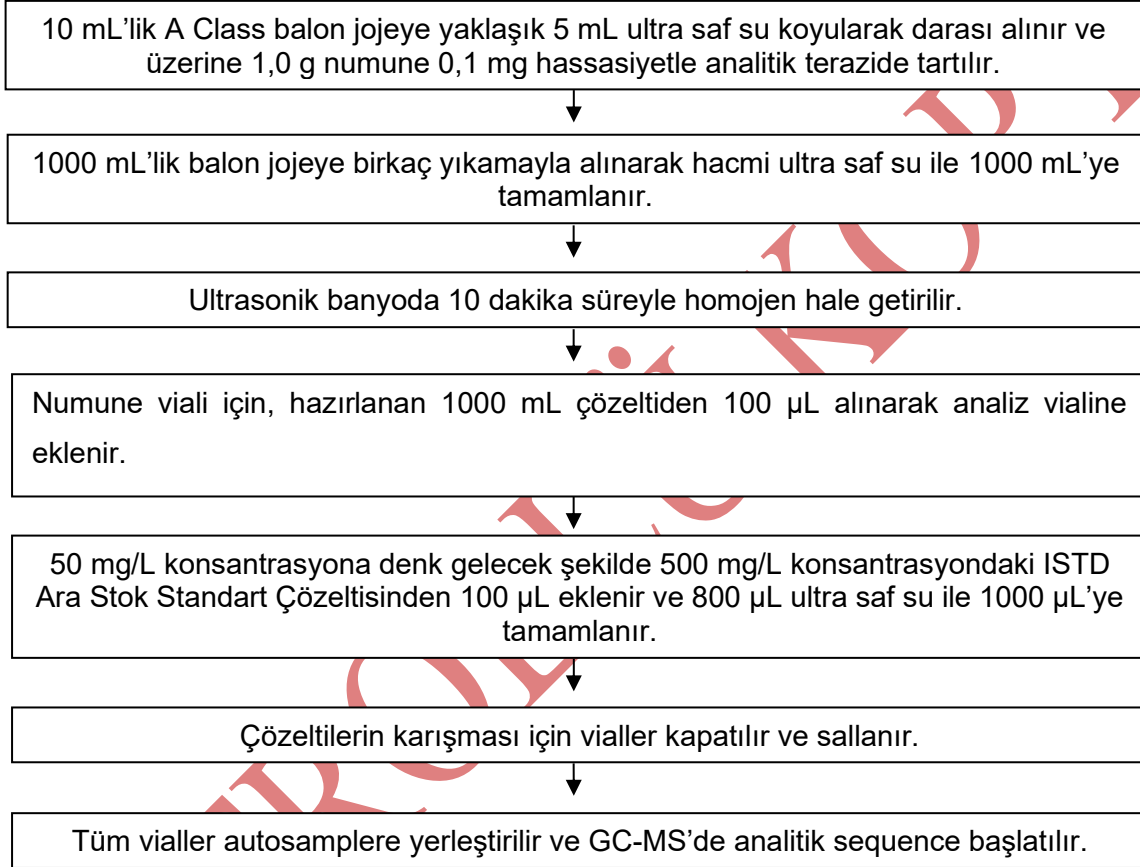 10 mL’lik A Class balon jojeye yaklaşık 5 mL ultra saf su koyularak darası alınır ve
üzerine 1,0 g numune 0,1 mg hassasiyetle analitik terazide tartılır.
1000 mL’lik balon jojeye birkaç yıkamayla alınarak hacmi ultra saf su ile 1000 mL’ye
tamamlanır.
Ultrasonik banyoda 10 dakika süreyle homojen hale getirilir.
Numune viali için, hazırlanan 1000 mL çözeltiden 100 µL alınarak analiz vialine
eklenir.
50 mg/L konsantrasyona denk gelecek şekilde 500 mg/L konsantrasyondaki ISTD
Ara Stok Standart Çözeltisinden 100 µL eklenir ve 800 µL ultra saf su ile 1000 µL’ye
tamamlanır.
Çözeltilerin karışması için vialler kapatılır ve sallanır.
Tüm vialler autosamplere yerleştirilir ve GC-MS’de analitik sequence başlatılır.